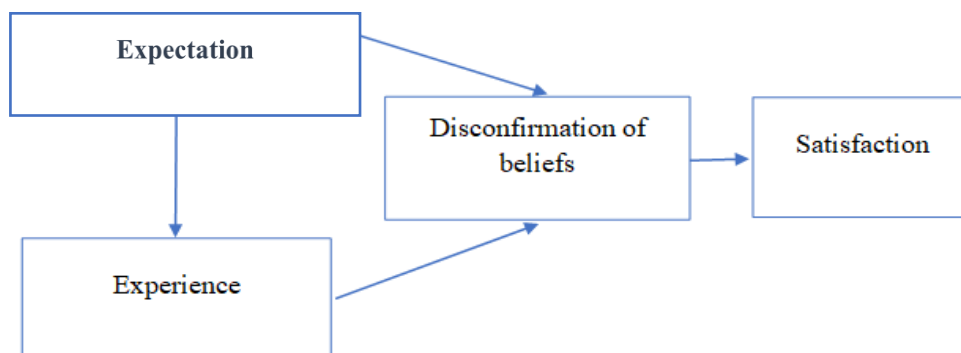 Expectation
Disconfirmation of
beliefs
Satisfaction
Experience